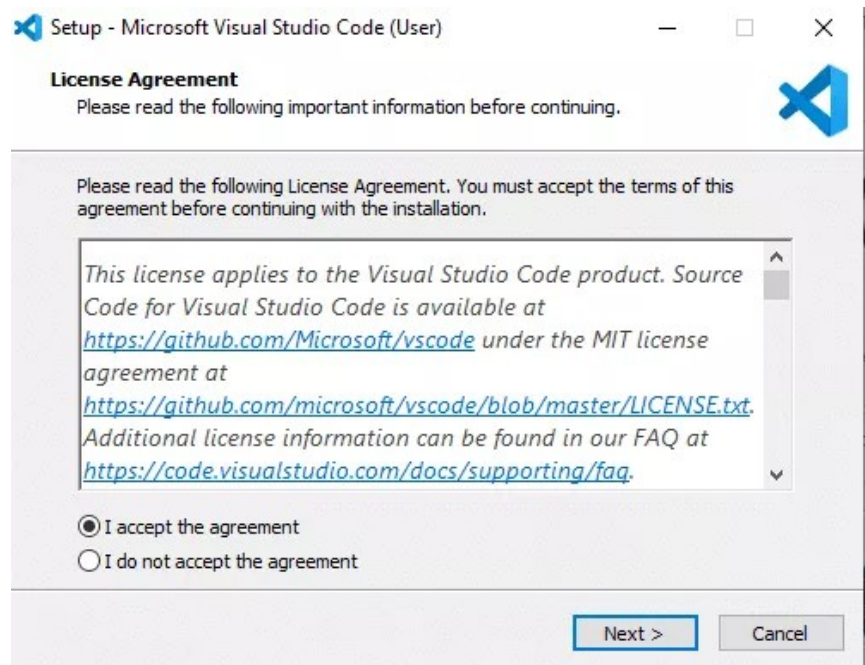 Setup - Microsoft Visual Studio Code (User)
License Agreement
Please read the following important information before continuing.
Please read the following License Agreement. You must accept the terms of this
agreement before continuing with the installation.
This license applies to the Visual Studio Code product. Source
Code for Visual Studio Code is available at
https://github.com/Microsoft/vscode under the MIT license
agreement at
https://github.com/microsoft/vscode/blob/master/LICENSE.txt.
Additional license information can be found in our FAQ at
https://code.visualstudio.com/docs/supporting/faq.
I accept the agreement
I do not accept the agreement
Next > Cancel